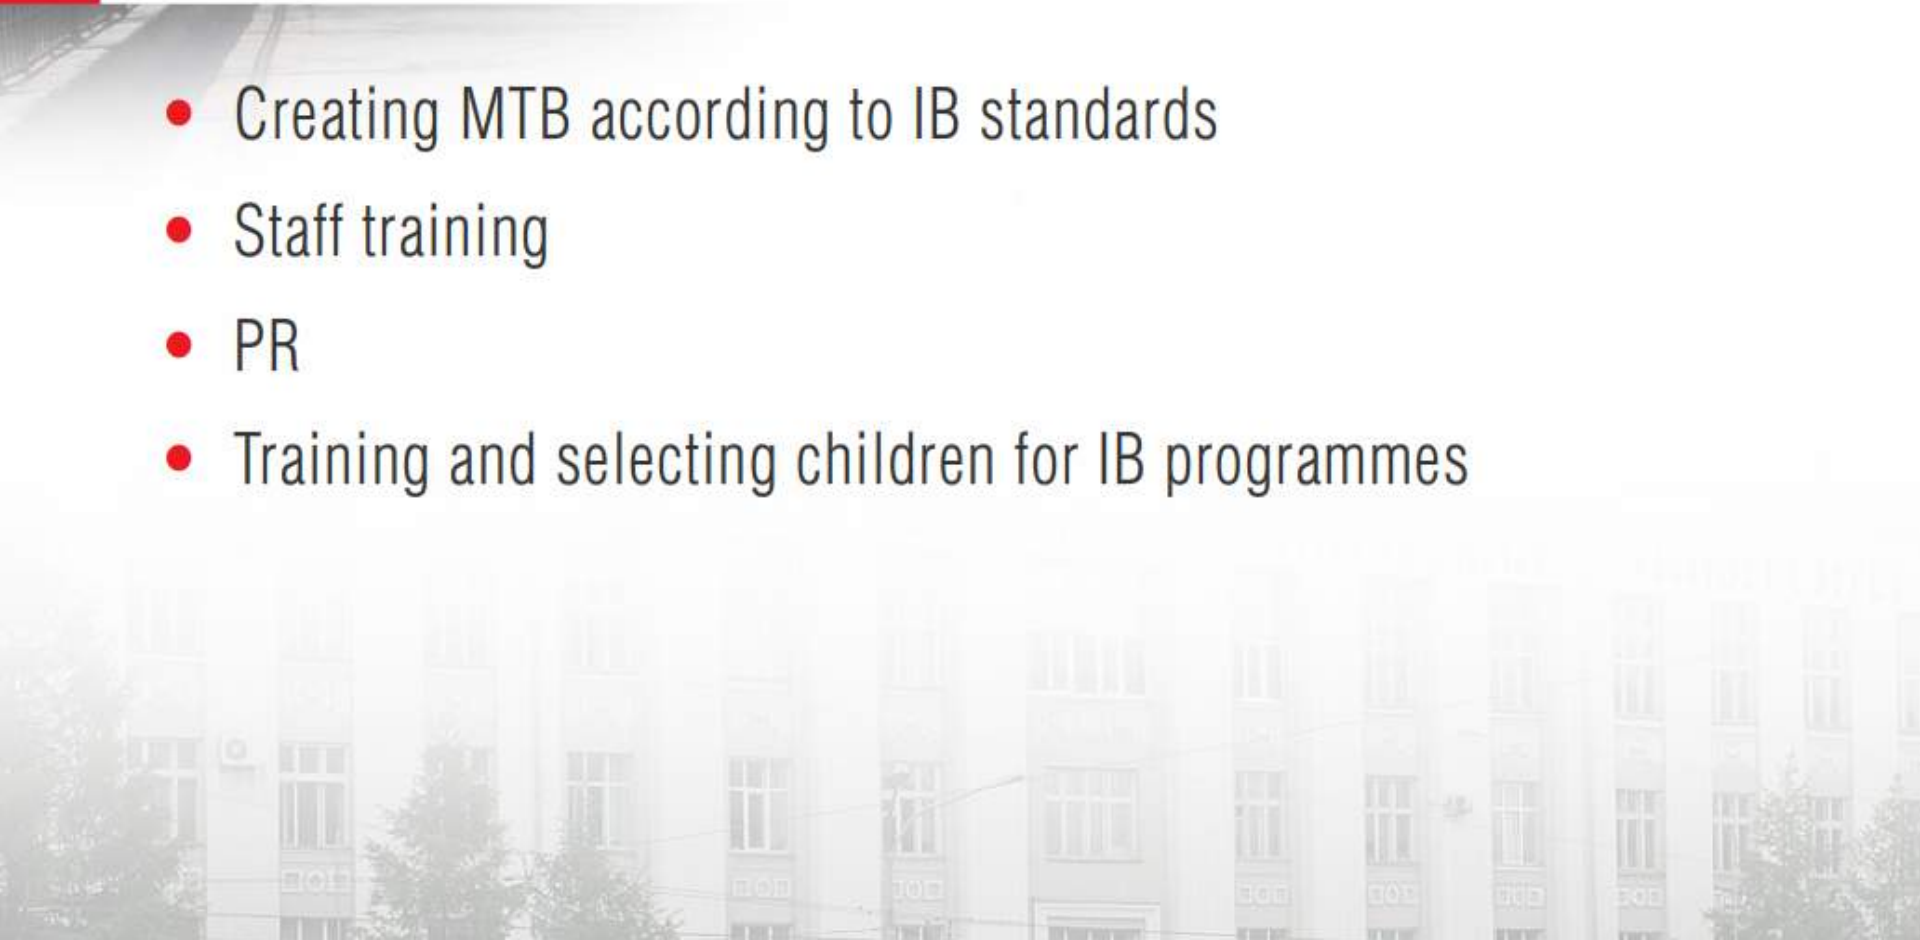 • Creating MTB according to IB standards
• Staff training
• PR
• Training and selecting children for IB programmes